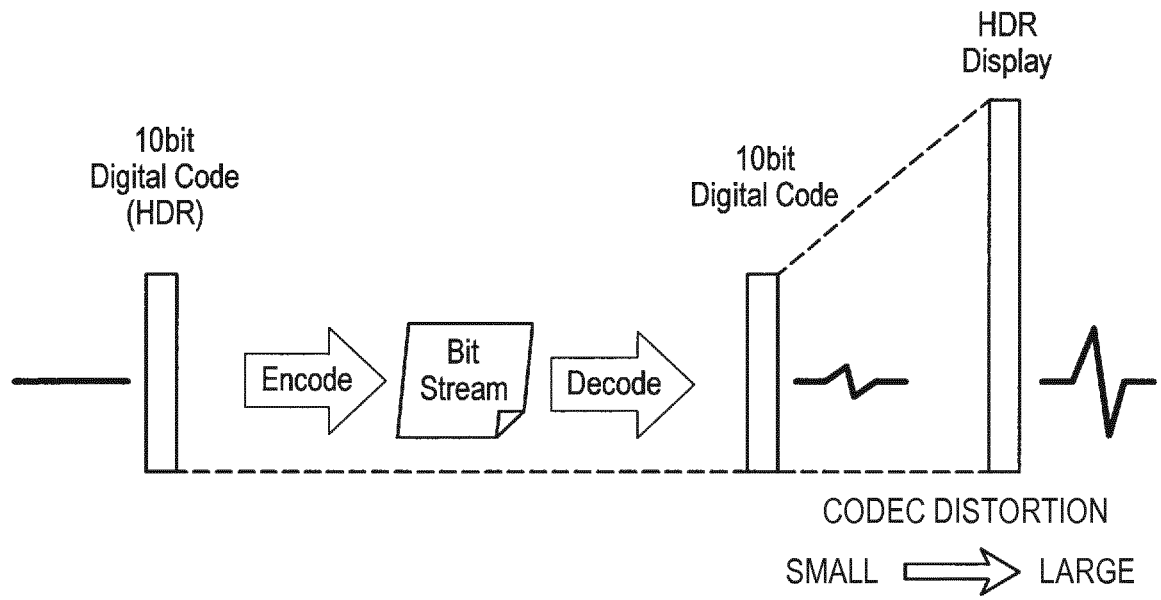 HDR
Display
10bit
Digital Code
(HDR)
10bit
Digital Code
Encode
Bit
Stream
Decode
CODEC DISTORTION
SMALL
LARGE